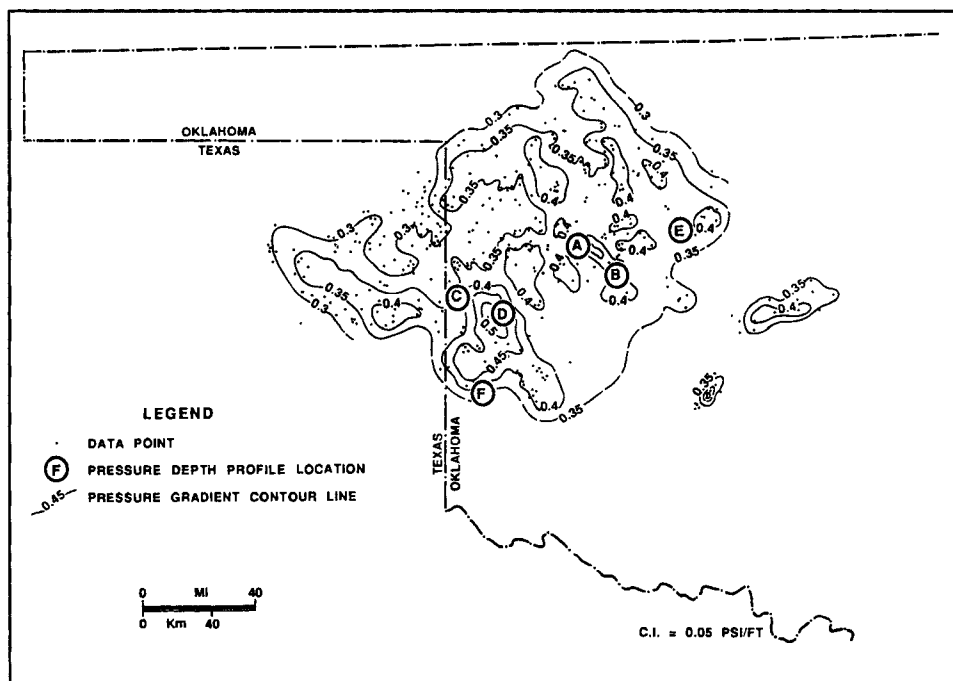 OKLAHOMA
TEXAS
0.3
0.35
0.3
0.35
0.35
0.35
0.4
0.4
0.4
0.4
0.4
E
0.4
0.35
0.3
0.3
0.4
A
0.4
0.4
B
0.4
0.35
0.4
0.4
C
D
0.5
0.35
0.3
0.4
0.45
0.4
0.35
F
0.35
0.4
0.35
LEGEND
DATA POINT
F PRESSURE DEPTH PROFILE LOCATION
0.45 PRESSURE GRADIENT CONTOUR LINE
TEXAS
OKLAHOMA
0 MI 40
0 Km 40
C.I. = 0.05 PSI/FT